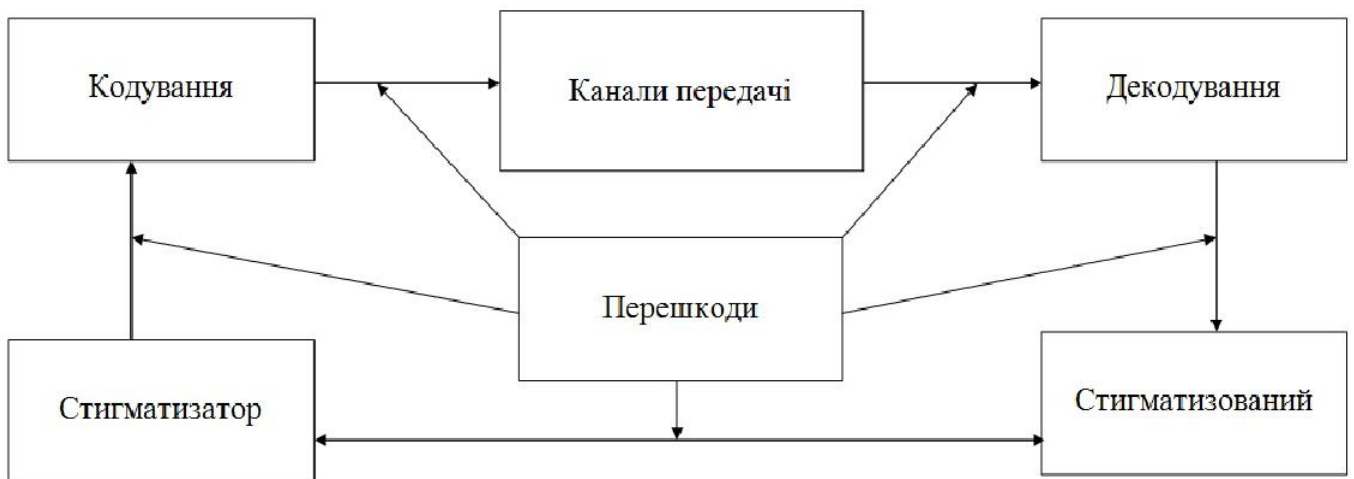 Кодування
Канали передачі
Декодування
Перешкоди
Стигматизатор
Стигматизований